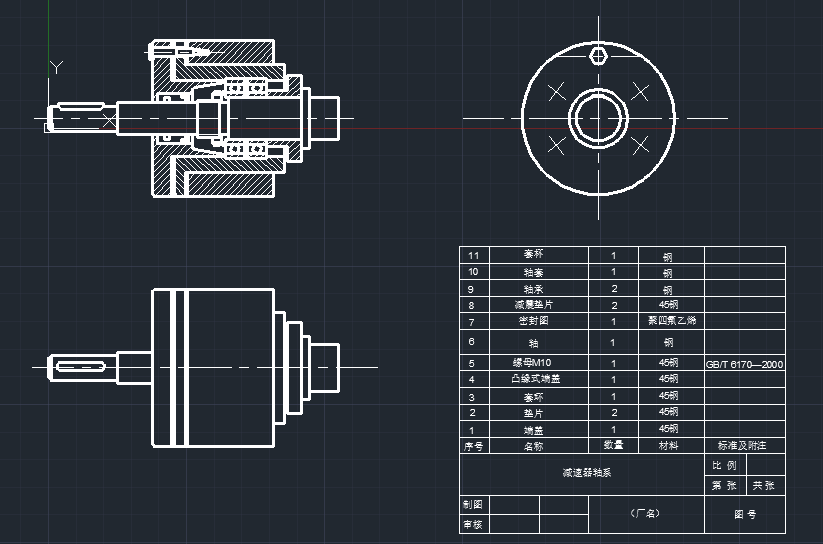 Y
11 套杯 1 钢
10 轴套 1 钢
9 轴承 2 钢
8 减震垫片 2 45钢
7 密封图 1 聚四氟乙烯
6 轴 1 钢
5 缘母M10 1 45钢 GB/T 6170—2000
4 凸缘式端盖 1 45钢
3 套环 1 45钢
2 垫片 2 45钢
1 端盖 1 45钢
序号 名称 数量 材料 标准及附注
减速器轴系
比 例
第 张 共 张
制图
审核
（厂名）
图 号